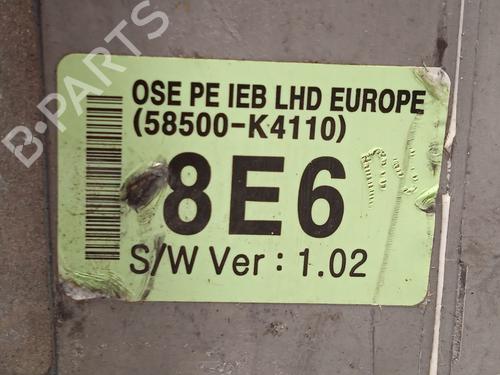 B-PARTS
OSE PE IEB LHD EUROPE
(58500-K4110)
8E6
S/W Ver : 1.02